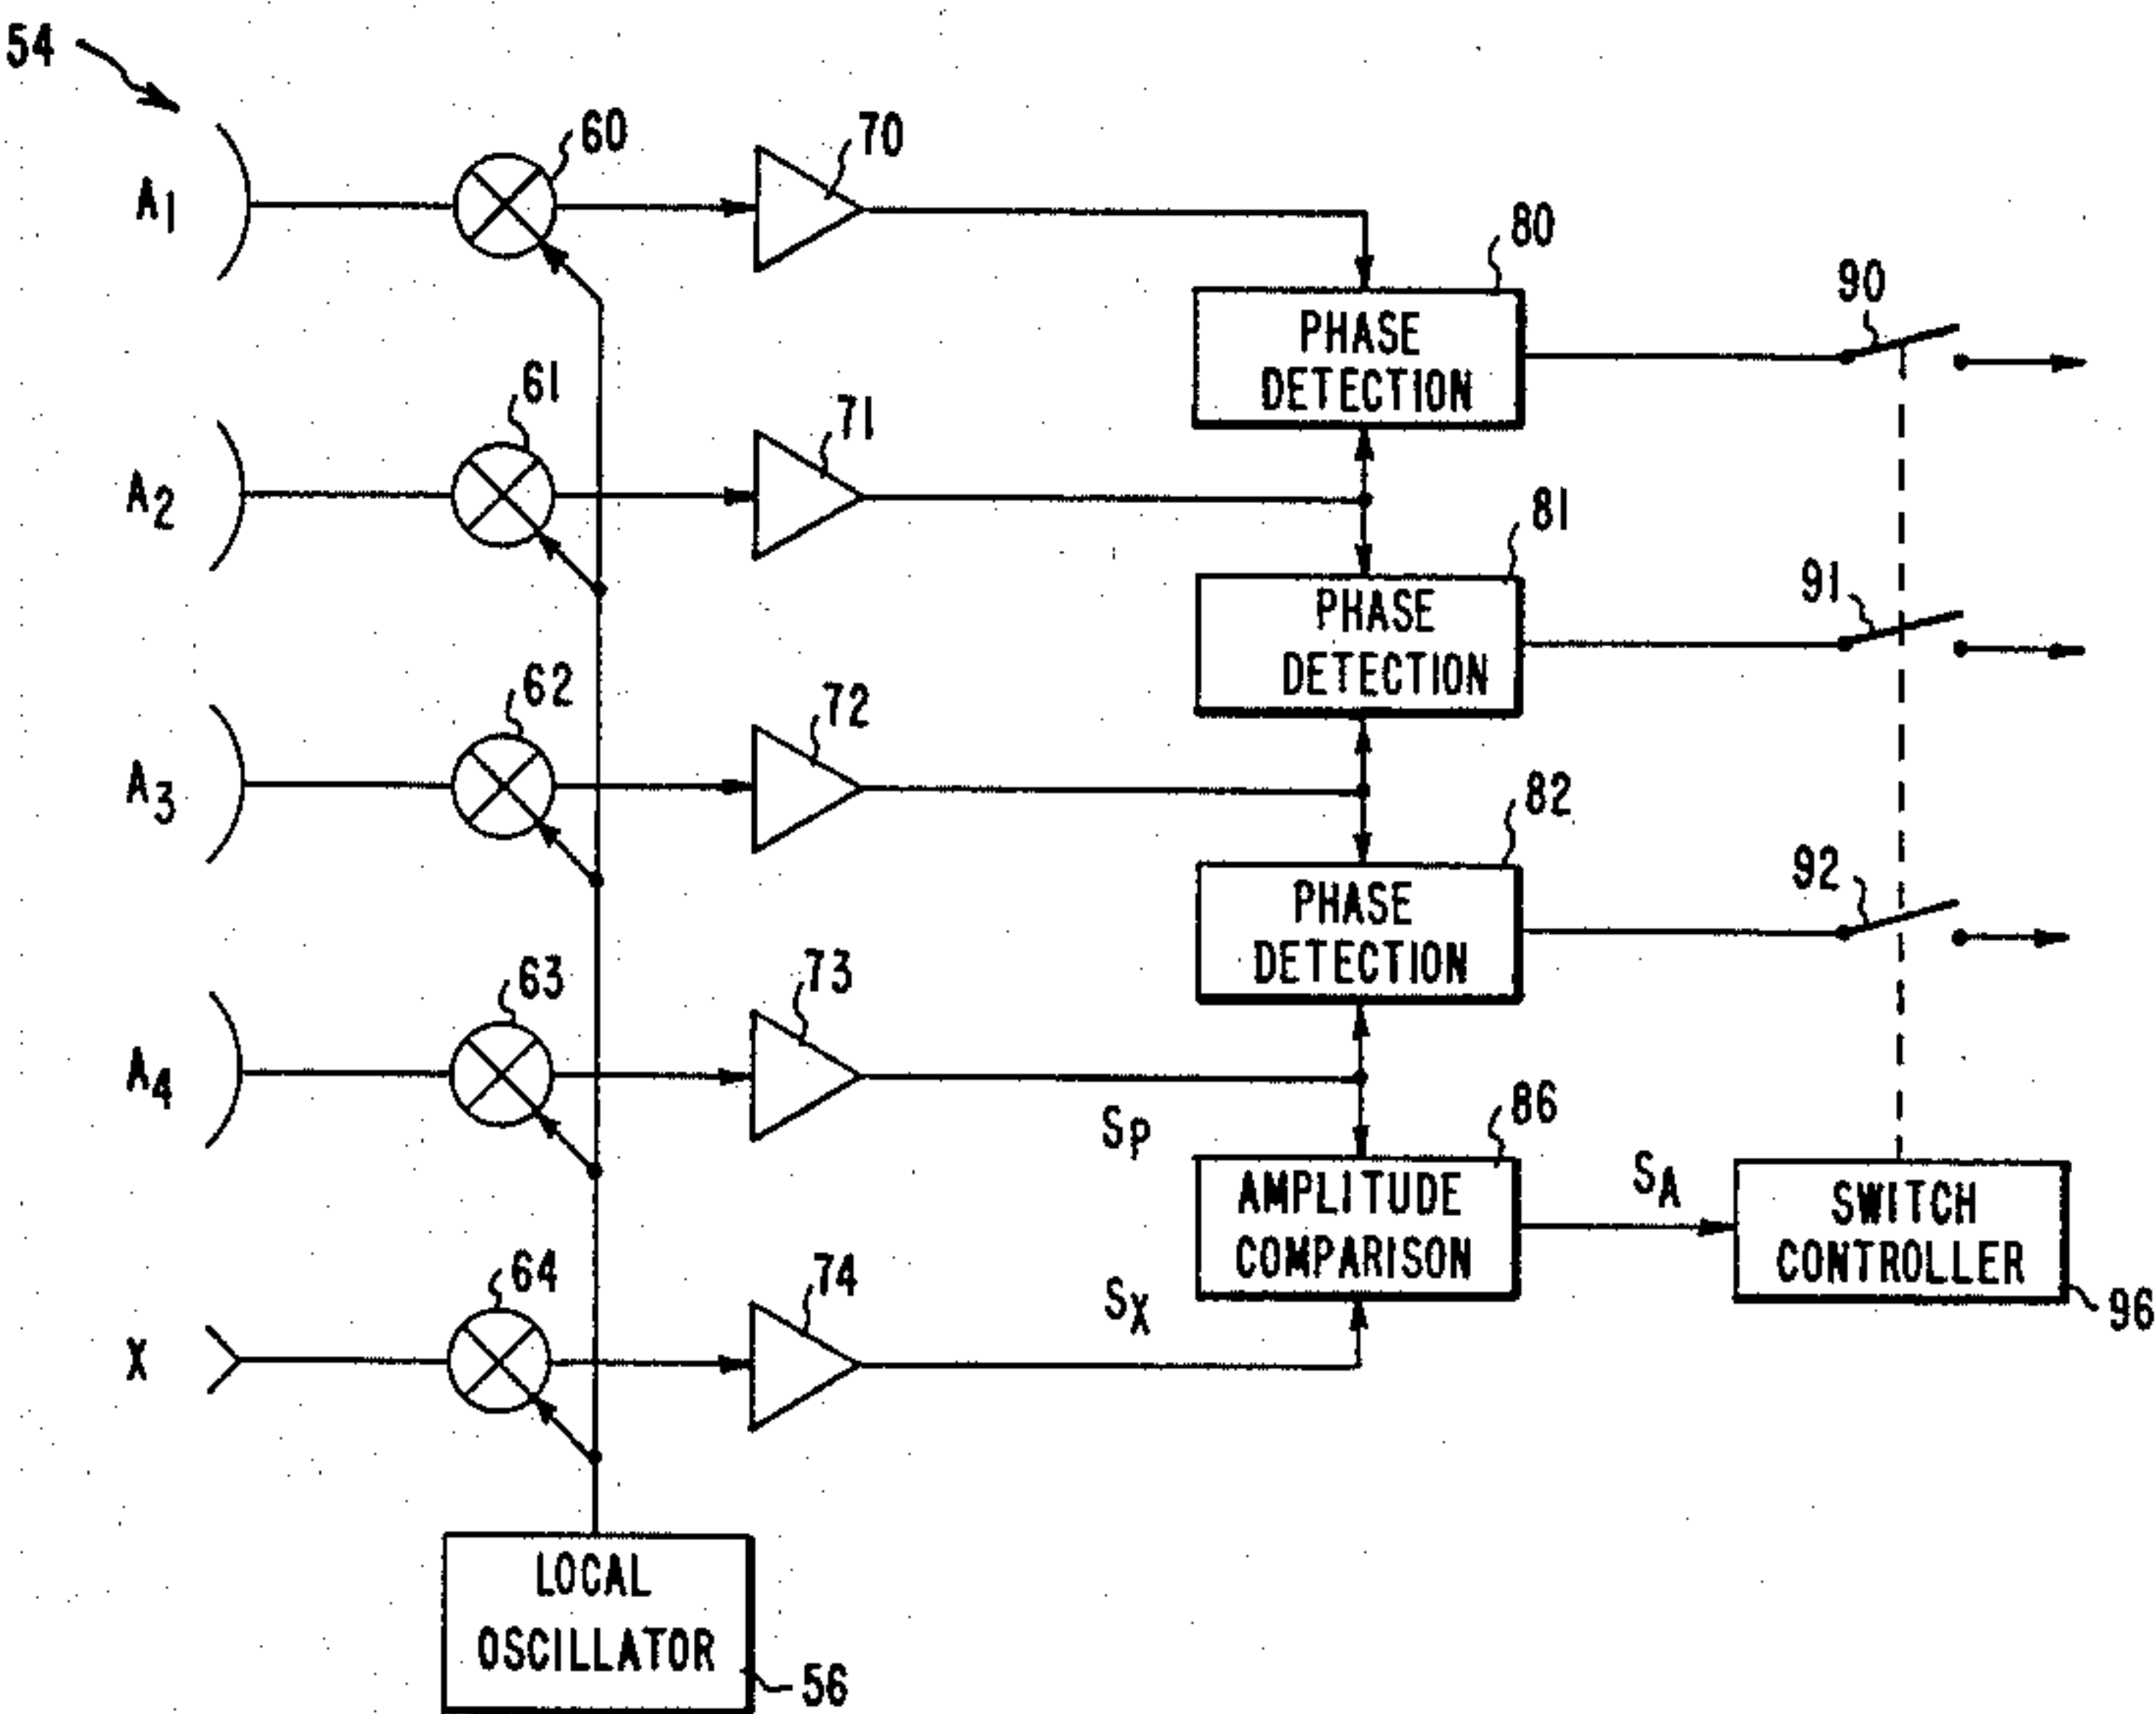 54
60
70
A1
80
90
PHASE
DETECTION
61
71
A2
81
91
PHASE
DETECTION
62
72
A3
82
92
PHASE
DETECTION
63
73
A4
SP
86
AMPLITUDE
COMPARISON
SA
SWITCH
CONTROLLER
96
64
74
X
SX
LOCAL
OSCILLATOR
56